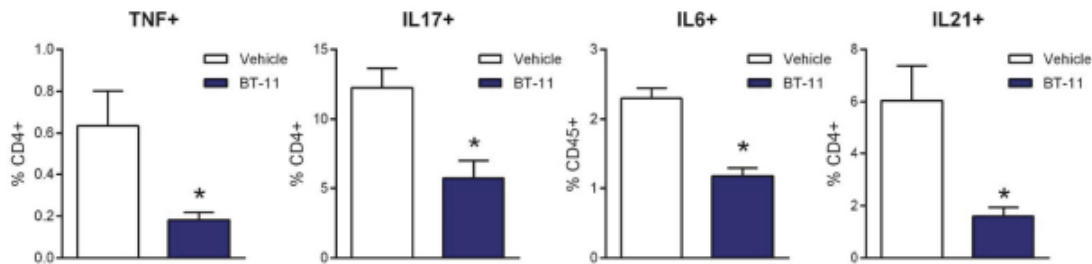 TNF+
1.0
0.8
0.6
0.4
0.2
0.0
% CD4+
Vehicle
BT-11
*
IL17+
15
10
5
0
% CD4+
Vehicle
BT-11
*
IL6+
3
2
1
0
% CD45+
Vehicle
BT-11
*
IL21+
8
6
4
2
0
% CD4+
Vehicle
BT-11
*